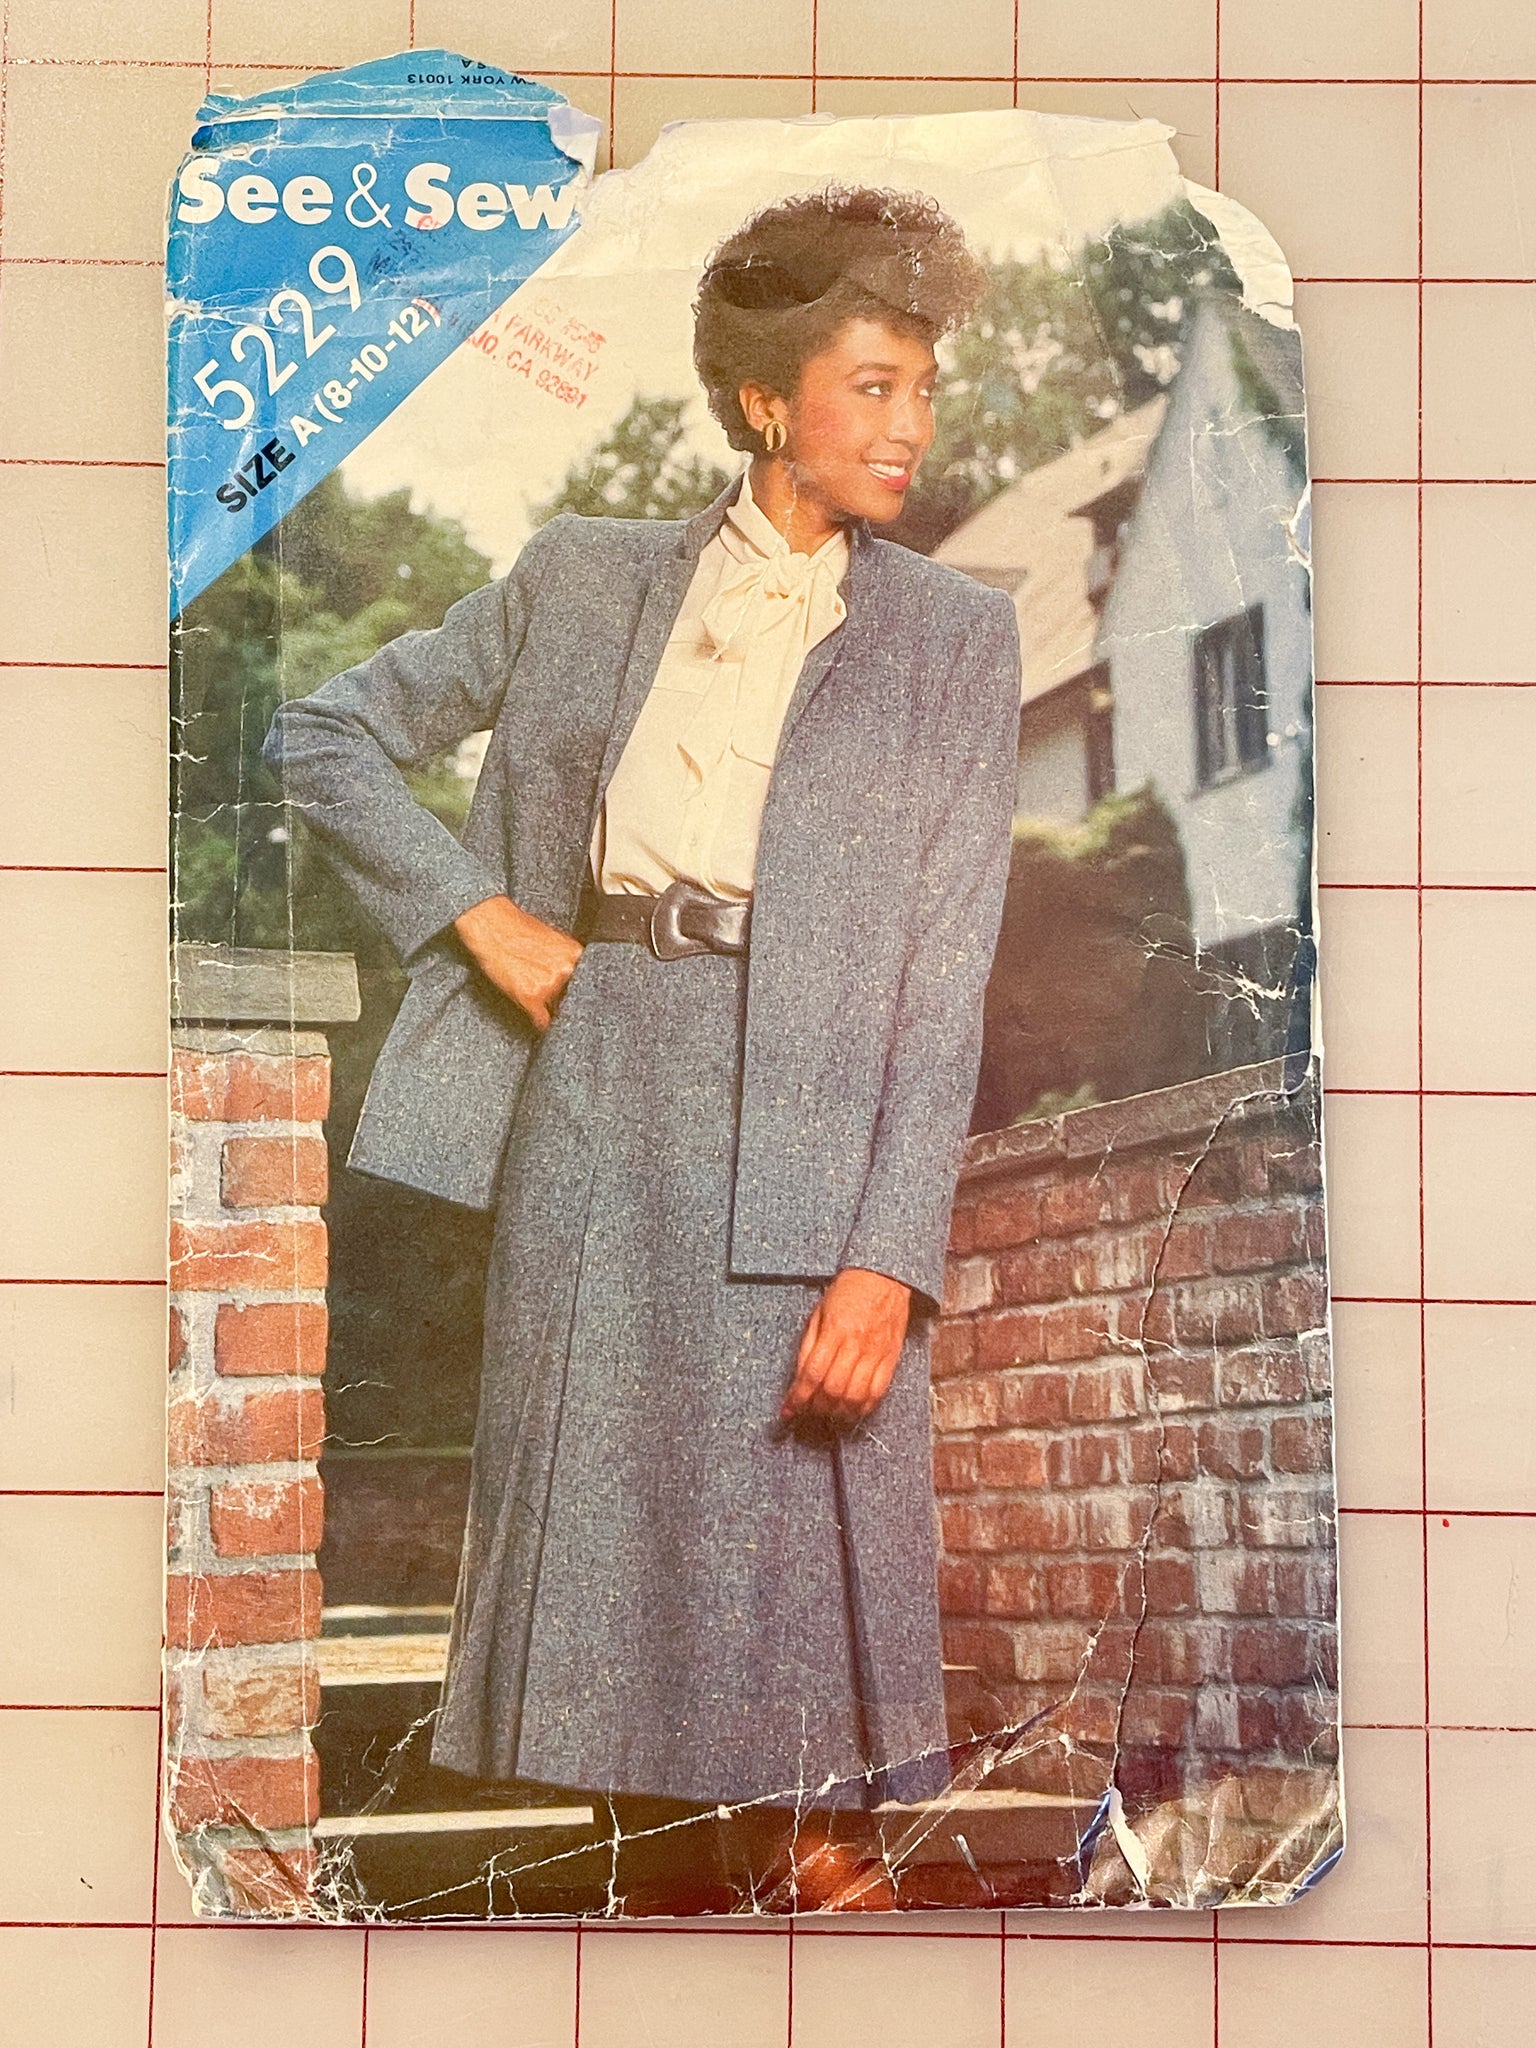 YORK 10013
See & Sew
5229
SIZE A (8-10-12)
PARKWAY
CA 92691